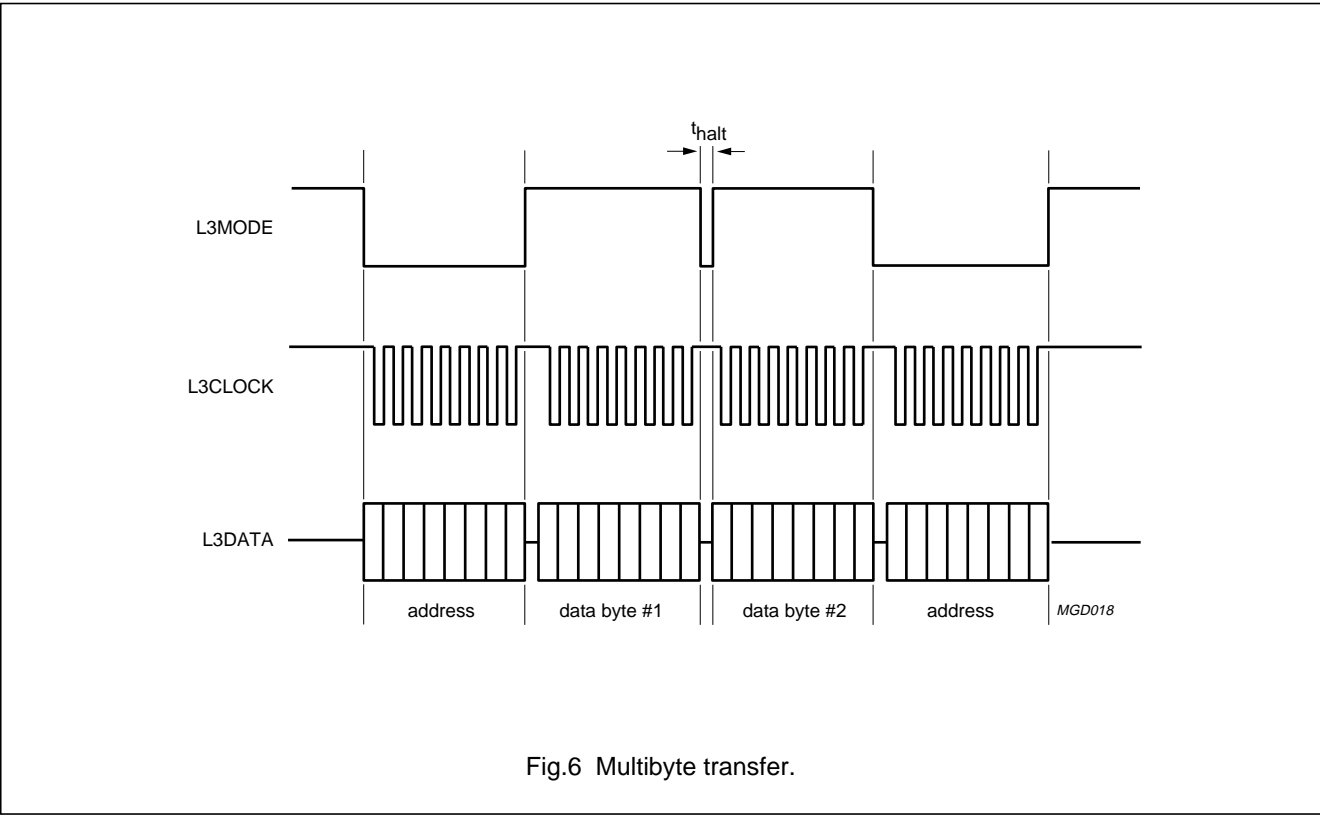 thalt
L3MODE
L3CLOCK
L3DATA
address
data byte #1
data byte #2
address
MGD018
Fig.6 Multibyte transfer.